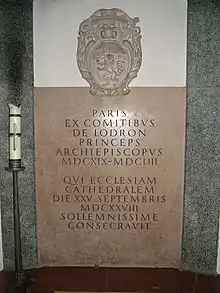 PARIS
EX COMITIBVS
DE LODRON
PRINCEPS
ARCHIEPISCOPVS
MDCXIX-MDCLIII
QVI ECCLESIAM
CATHEDRALEM
DIE XXV SEPTEMBRIS
MDCXXVIII
SOLLEMNISSIME
CONSECRAVIT